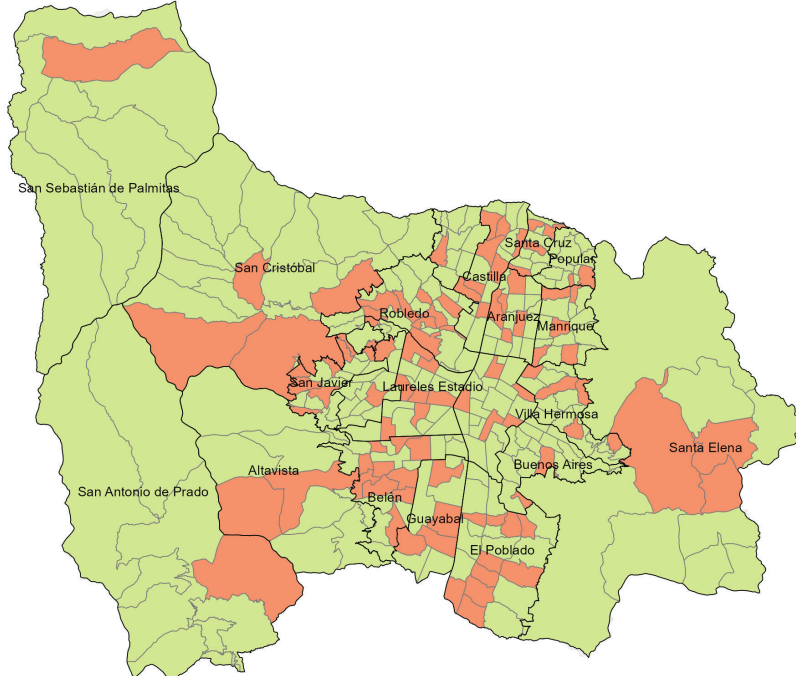 San Sebastián de Palmitas
Santa Cruz
Popular
San Cristóbal
Castilla
Robledo
Aranjuez
Manrique
San Javier
Laureles Estadio
Villa Hermosa
Santa Elena
Buenos Aires
Altavista
San Antonio de Prado
Belén
Guayabal
El Poblado